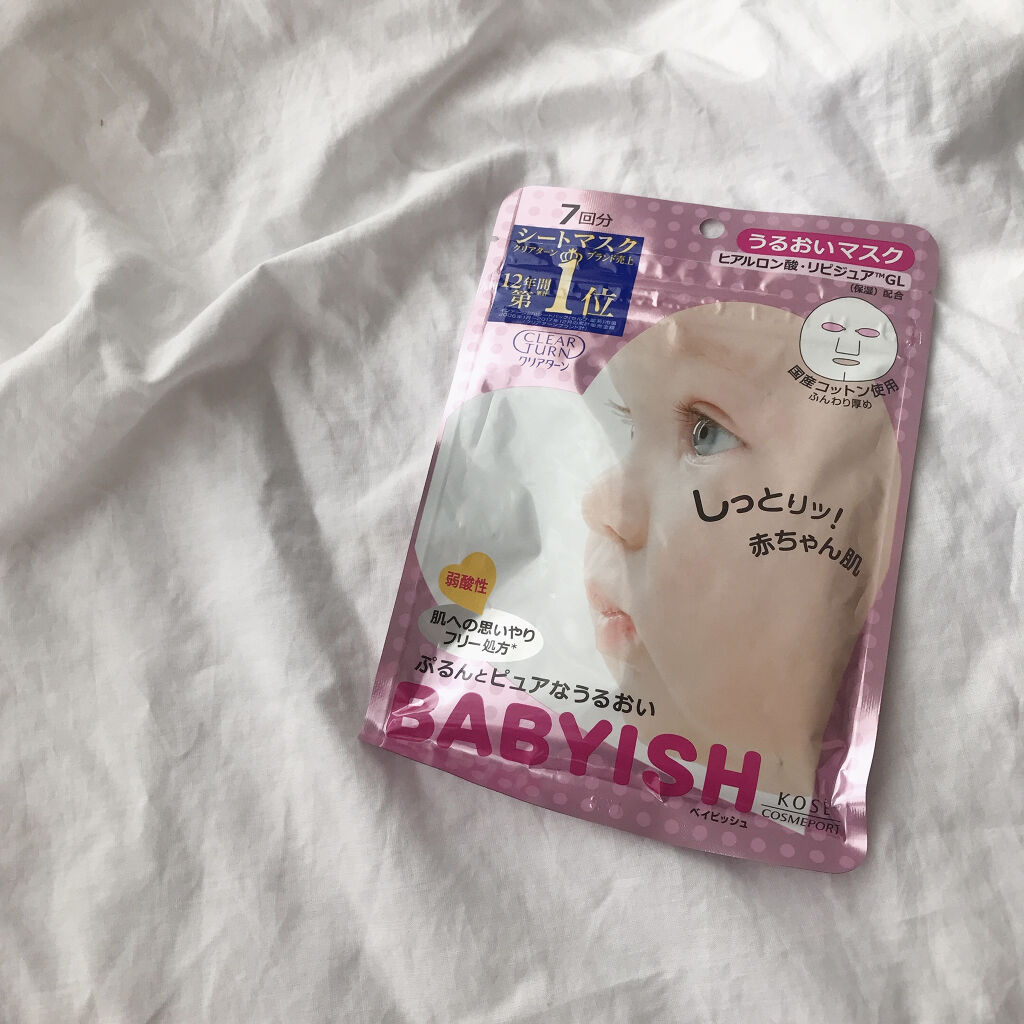 7回分
シートマスク
クリアターン ブランド売上
12年間
第1位
CLEAR
TURN
クリアターン
うるおいマスク
ヒアルロン酸・リピジュア™GL
(保湿)配合
国産コットン使用
ふんわり厚め
しっとりッ!
赤ちゃん肌
弱酸性
肌への思いやり
フリー処方*
ぷるんとピュアなうるおい
BABYISH
ベイビッシュ
KOSÉ
COSMEPORT